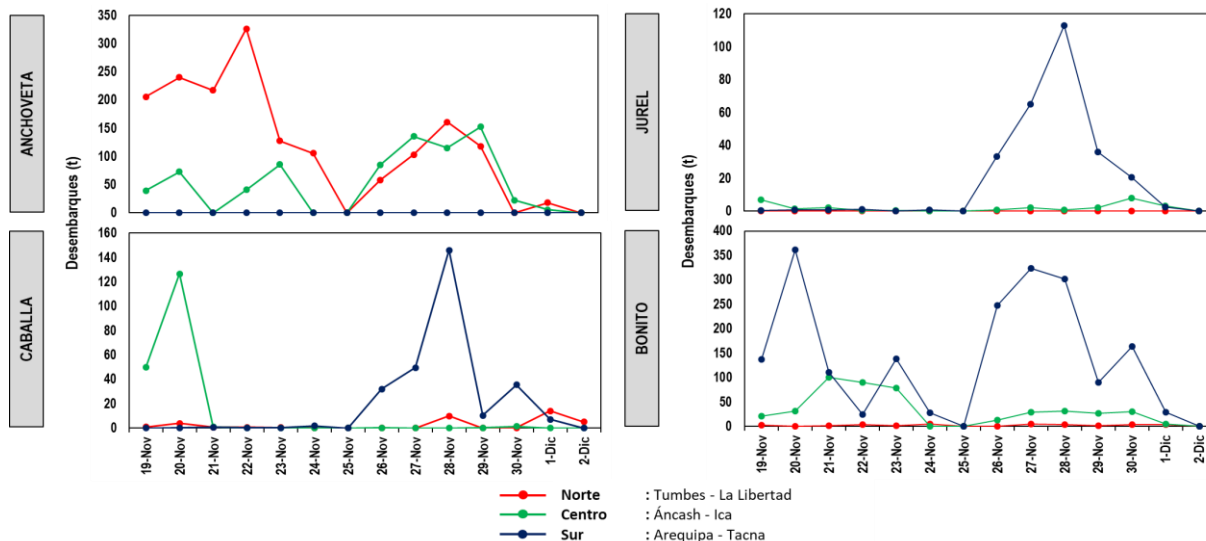 ANCHOVETA
Desembarques (t)
350
300
250
200
150
100
50
0
JUREL
Desembarques (t)
120
100
80
60
40
20
0
CABALLA
160
140
120
100
80
60
40
20
0
19-Nov
20-Nov
21-Nov
22-Nov
23-Nov
24-Nov
25-Nov
26-Nov
27-Nov
28-Nov
29-Nov
30-Nov
1-Dic
2-Dic
BONITO
400
350
300
250
200
150
100
50
0
19-Nov
20-Nov
21-Nov
22-Nov
23-Nov
24-Nov
25-Nov
26-Nov
27-Nov
28-Nov
29-Nov
30-Nov
1-Dic
2-Dic
Norte : Tumbes - La Libertad
Centro : Áncash - Ica
Sur : Arequipa - Tacna